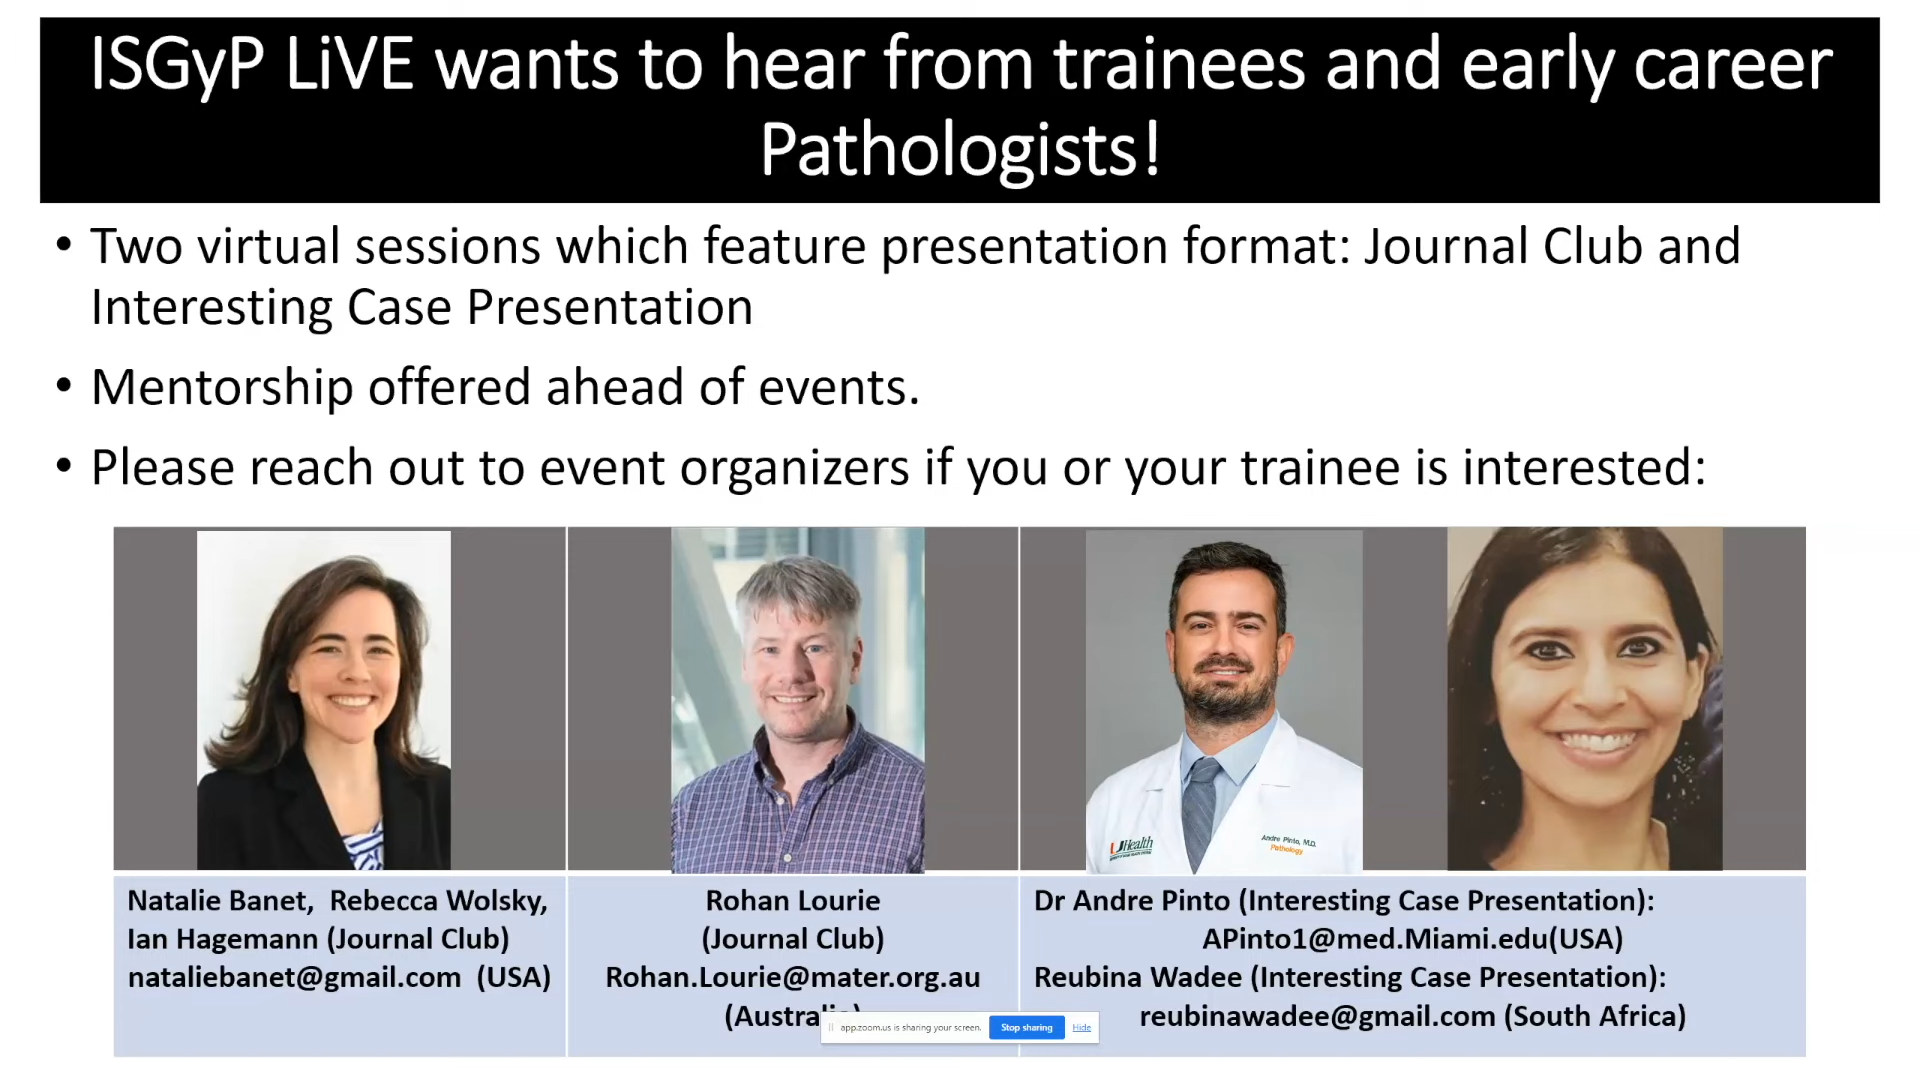 ISGyP LiVE wants to hear from trainees and early career
Pathologists!
• Two virtual sessions which feature presentation format: Journal Club and
Interesting Case Presentation
• Mentorship offered ahead of events.
• Please reach out to event organizers if you or your trainee is interested:
UHealth
Andre Pinto, M.D.
Pathology
Natalie Banet, Rebecca Wolsky,
Ian Hagemann (Journal Club)
nataliebanet@gmail.com (USA)
Rohan Lourie
(Journal Club)
Rohan.Lourie@mater.org.au
Dr Andre Pinto (Interesting Case Presentation):
APinto1@med.Miami.edu(USA)
Reubina Wadee (Interesting Case Presentation):
reubinawadee@gmail.com (South Africa)
app.zoom.us is sharing your screen.
Stop sharing
Hide